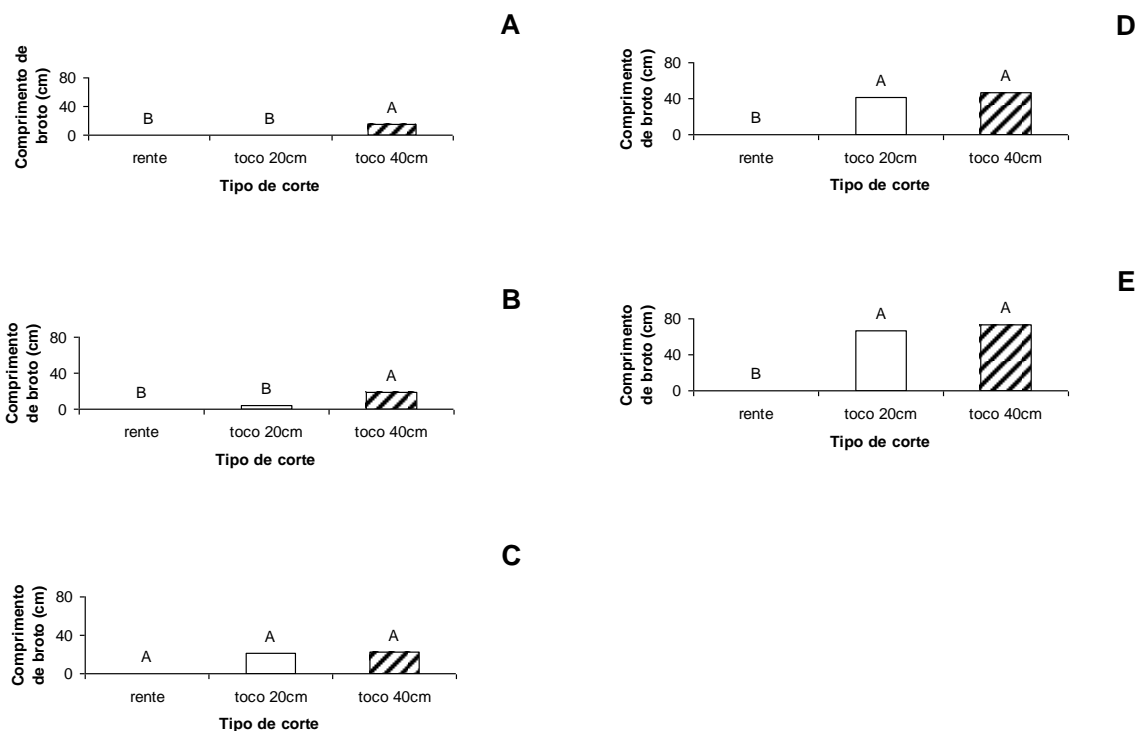 A
Comprimento de
broto (cm)
80
40
0
B
B
A
rente
toco 20cm
toco 40cm
Tipo de corte
B
Comprimento
de broto (cm)
80
40
0
B
B
A
rente
toco 20cm
toco 40cm
Tipo de corte
C
Comprimento
de broto (cm)
80
40
0
A
A
A
rente
toco 20cm
toco 40cm
Tipo de corte
D
Comprimento
de broto (cm)
80
40
0
B
A
A
rente
toco 20cm
toco 40cm
Tipo de corte
E
Comprimento
de broto (cm)
80
40
0
B
A
A
rente
toco 20cm
toco 40cm
Tipo de corte